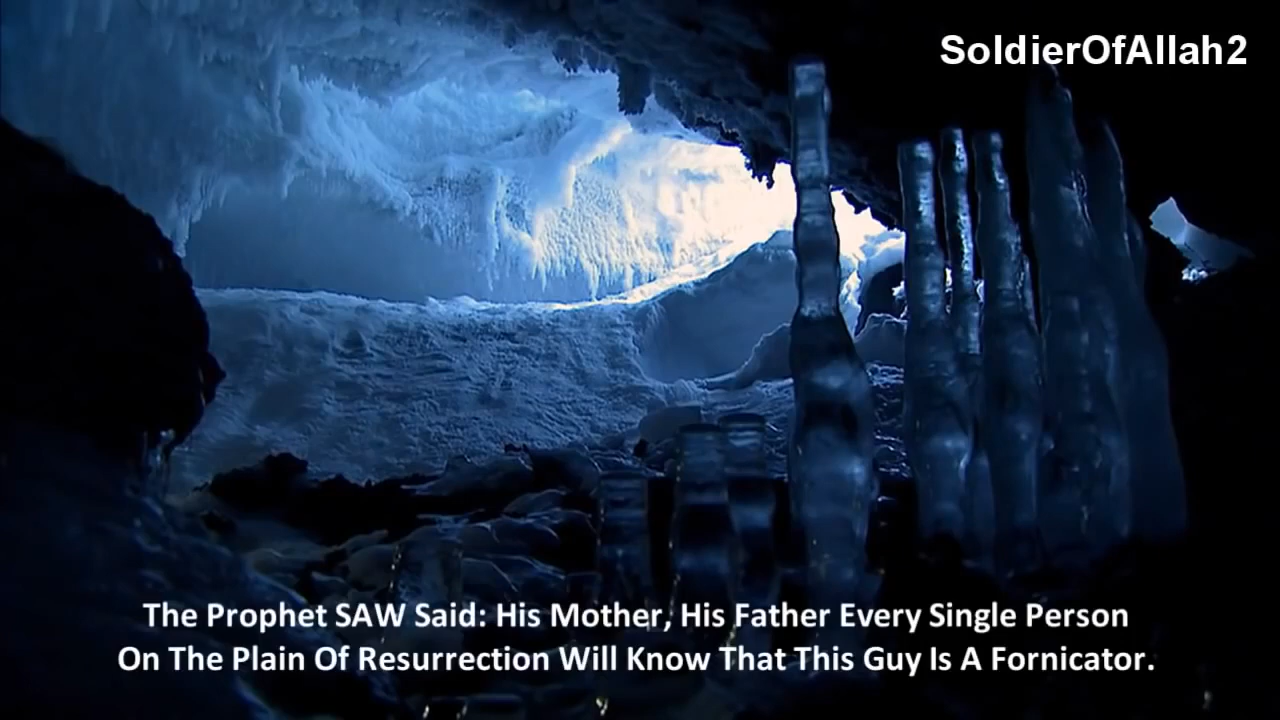 SoldierOfAllah2
The Prophet SAW Said: His Mother, His Father Every Single Person
On The Plain Of Resurrection Will Know That This Guy Is A Fornicator.